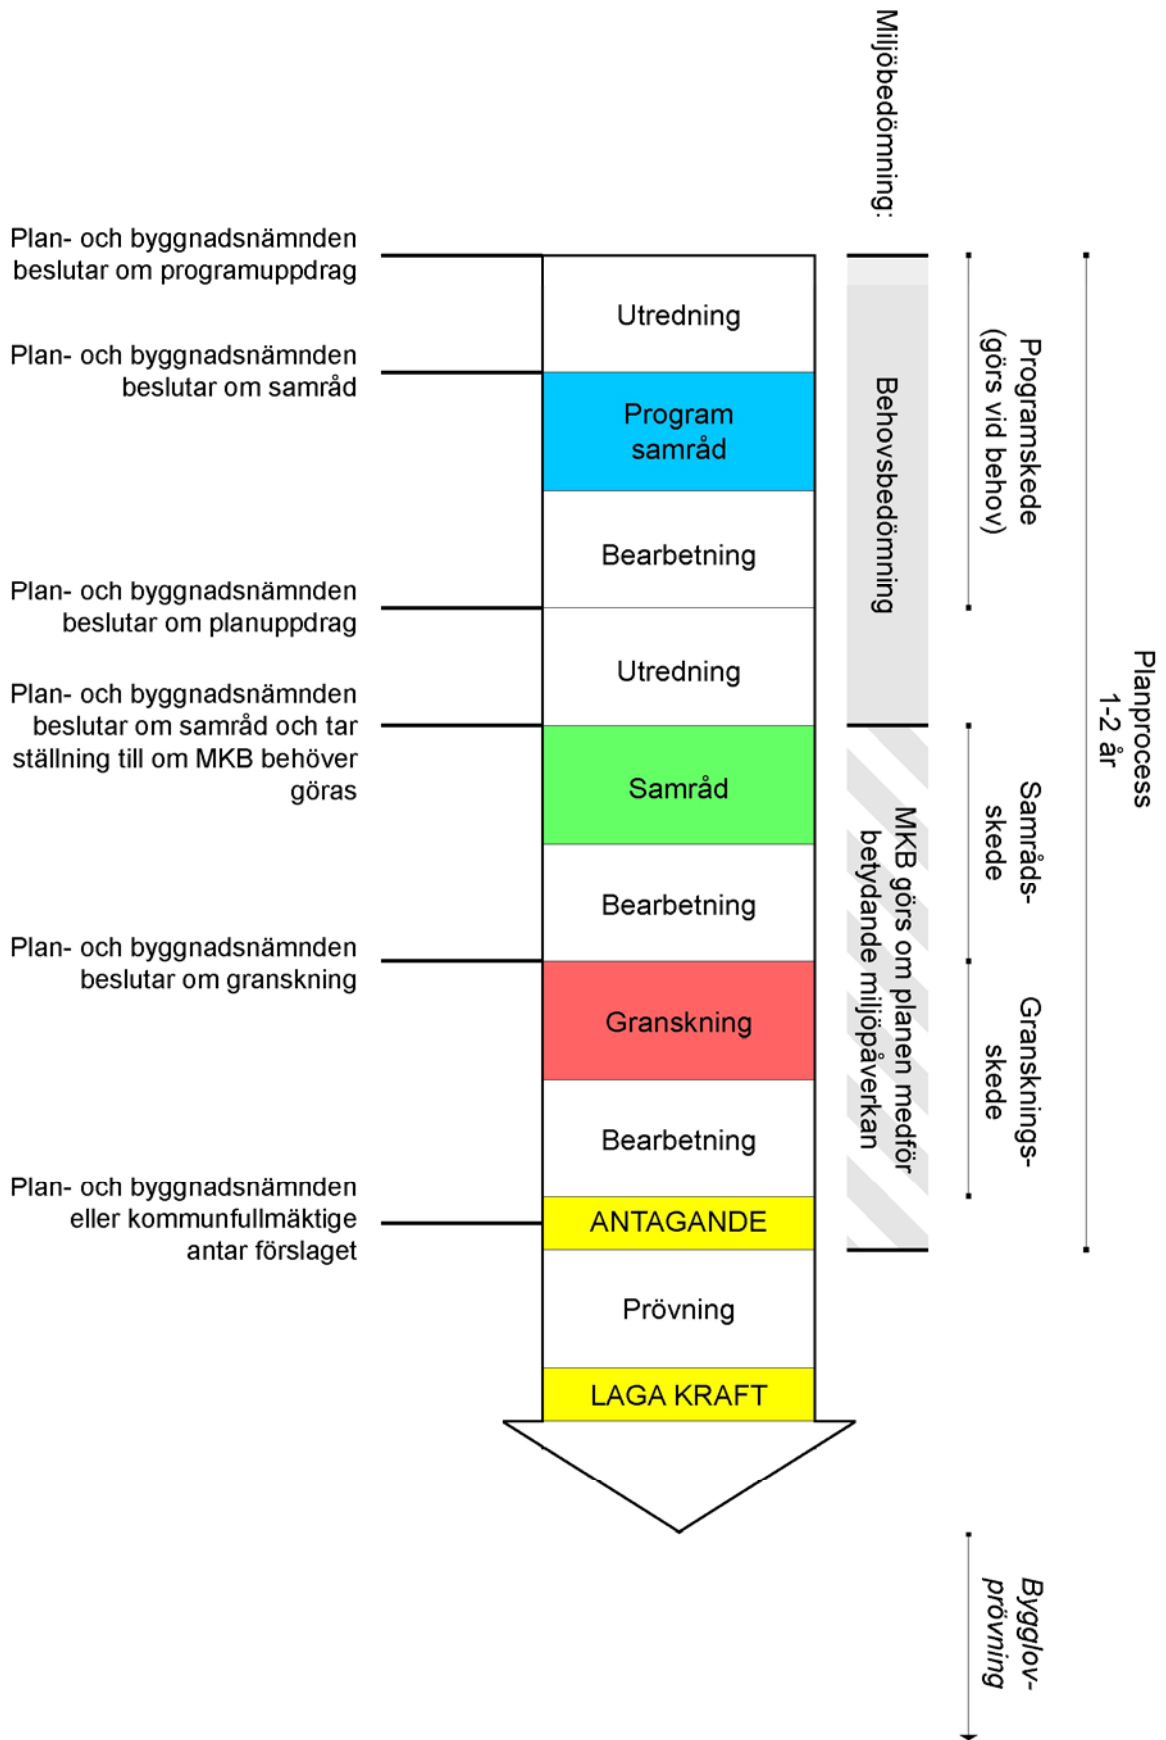 Miljöbedömning:
Plan- och byggnadsnämnden
beslutar om programuppdrag
Plan- och byggnadsnämnden
beslutar om samråd
Plan- och byggnadsnämnden
beslutar om planuppdrag
Plan- och byggnadsnämnden
beslutar om samråd och tar
ställning till om MKB behöver
göras
Plan- och byggnadsnämnden
beslutar om granskning
Plan- och byggnadsnämnden
eller kommunfullmäktige
antar förslaget
Utredning
Program
samråd
Bearbetning
Utredning
Samråd
Bearbetning
Granskning
Bearbetning
ANTAGANDE
Prövning
LAGA KRAFT
Behovsbedömning
MKB görs om planen medför
betydande miljöpåverkan
Programskede
(görs vid behov)
Samråds-
skede
Gransknings-
skede
Planprocess
1-2 år
Bygglov-
prövning